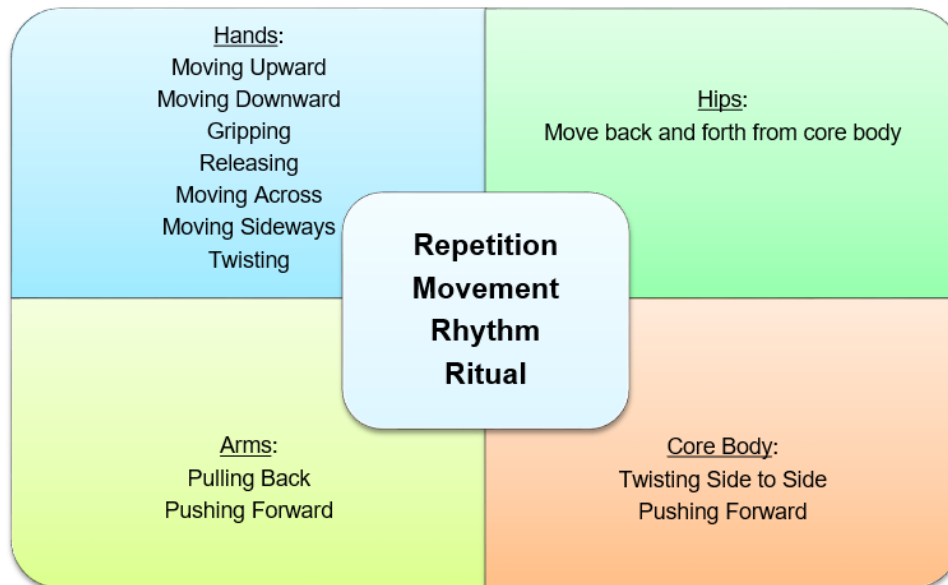 Hands:
Moving Upward
Moving Downward
Gripping
Releasing
Moving Across
Moving Sideways
Twisting
Hips:
Move back and forth from core body
Repetition
Movement
Rhythm
Ritual
Arms:
Pulling Back
Pushing Forward
Core Body:
Twisting Side to Side
Pushing Forward